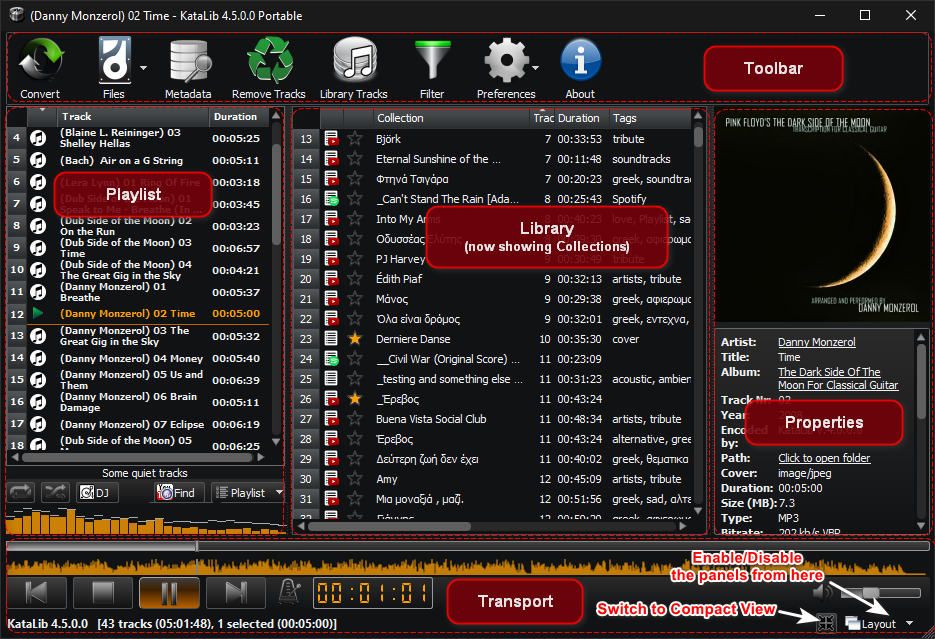 (Danny Monzerol) 02 Time - KataLib 4.5.0.0 Portable
Convert
Files
Metadata
Remove Tracks
Library Tracks
Filter
Preferences
About
Toolbar
Track Duration
4 (Blaine L. Reininger) 03 Shelley Hellas 00:05:25
5 (Bach) Air on a G String 00:05:11
6 (Lera Lynn) 01 Ring Of Fire 00:03:18
7 (Dub Side of the Moon) 01 Speak to Me - Breathe (In ... 00:03:45
8 (Dub Side of the Moon) 02 On the Run 00:03:23
9 (Dub Side of the Moon) 03 Time 00:06:57
10 (Dub Side of the Moon) 04 The Great Gig in the Sky 00:04:21
11 (Danny Monzerol) 01 Breathe 00:05:37
12 (Danny Monzerol) 02 Time 00:05:00
13 (Danny Monzerol) 03 The Great Gig in the Sky 00:05:32
14 (Danny Monzerol) 04 Money 00:05:40
15 (Danny Monzerol) 05 Us and Them 00:06:39
16 (Danny Monzerol) 06 Brain Damage 00:05:11
17 (Danny Monzerol) 07 Eclipse 00:06:19
18 (Dub Side of the Moon) 05 00:06:25
Playlist
Some quiet tracks
DJ
Find
Playlist
Collection Trac Duration Tags
13 Björk 7 00:33:53 tribute
14 Eternal Sunshine of the ... 7 00:11:48 soundtracks
15 Φτηνά Τσιγάρα 7 00:20:23 greek, soundtra
16 _Can't Stand The Rain [Ada... 8 00:25:43 Spotify
17 Into My Arms 8 00:40:23 love, Playlist, sa
18 Οδυσσέας Ελύτης 8 greek, αφιερωμα
19 PJ Harvey 9 00:30:49 tribute
20 Édith Piaf 9 00:32:13 artists, tribute
21 Μάνος 9 00:29:38 greek, αφιερωμα
22 Όλα είναι δρόμος 9 00:32:01 greek, εντεχνα,
23 Derniere Danse 10 00:35:30 cover
24 __Civil War (Original Score) ... 11 00:23:09
25 _testing and something else ... 11 00:31:23 acoustic, ambien
26 _Έρεβος 11 00:43:24
27 Buena Vista Social Club 11 00:48:34 artists, tribute
28 Έρεβος 11 00:43:24 alternative, gree
29 Δεύτερη ζωή δεν έχει 11 00:40:02 greek, θεματικα
30 Amy 12 00:45:09 artists, tribute
31 Μια μοναξιά , μαζί. 12 00:51:56 greek, sad, αλτε
Library
(now showing Collections)
PINK FLOYD'S THE DARK SIDE OF THE MOON
TRANSCRIPTION FOR CLASSICAL GUITAR
ARRANGED AND PERFORMED BY
DANNY MONZEROL
Artist: Danny Monzerol
Title: Time
Album: The Dark Side Of The
Moon For Classical Guitar
Track Nr: 02
Year:
Encoded by:
Path: Click to open folder
Cover: image/jpeg
Duration: 00:05:00
Size (MB): 7.3
Type: MP3
Bitrate: 202 kb/s VBR
Properties
Enable/Disable
the panels from here
00:01:01
Transport
Switch to Compact View
KataLib 4.5.0.0 [43 tracks (05:01:48), 1 selected (00:05:00)]
Layout